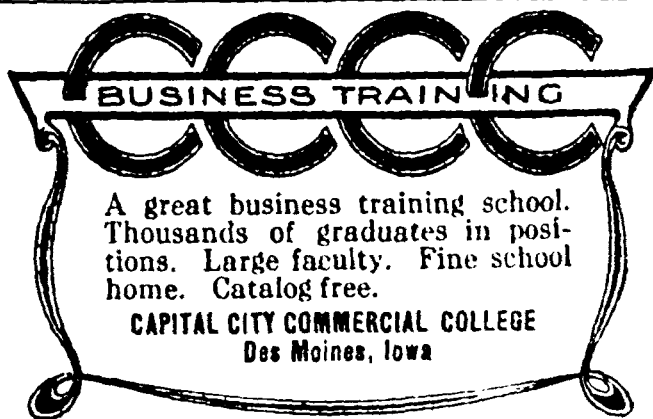 CCCC
BUSINESS TRAINING
A great business training school.
Thousands of graduates in posi-
tions. Large faculty. Fine school
home. Catalog free.
CAPITAL CITY COMMERCIAL COLLEGE
Des Moines, Iowa